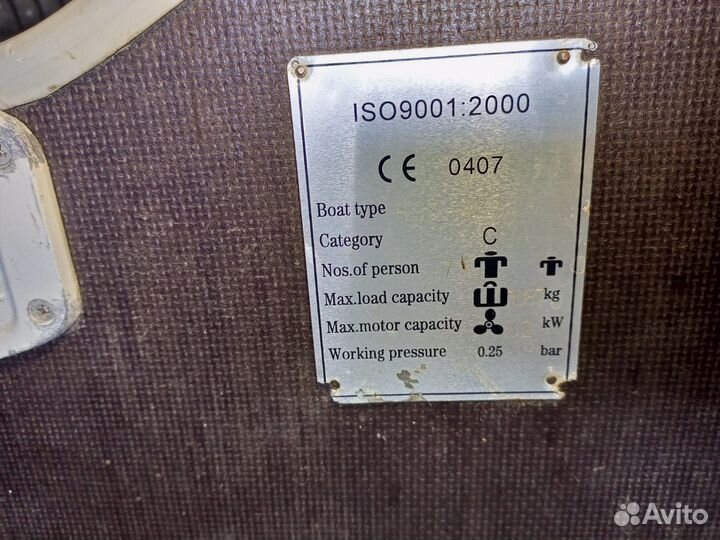 ISO9001:2000
CE 0407
Boat type
Category C
Nos.of person
Max.load capacity kg
Max.motor capacity kW
Working pressure 0.25 bar
Avito